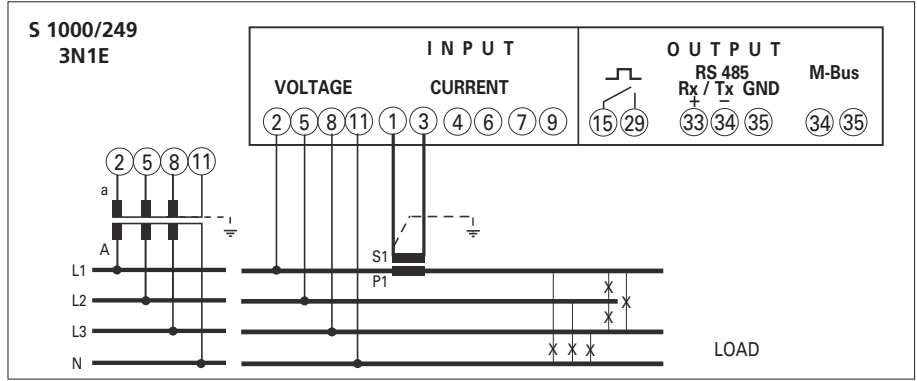 S 1000/249
3N1E
INPUT
VOLTAGE CURRENT
2 5 8 11 1 3 4 6 7 9
OUTPUT
RS 485
Rx / Tx GND
+ –
M-Bus
15 29 33 34 35 34 35
2 5 8 11
a
A
L1
L2
L3
N
S1
P1
X
X
X
X X X
LOAD